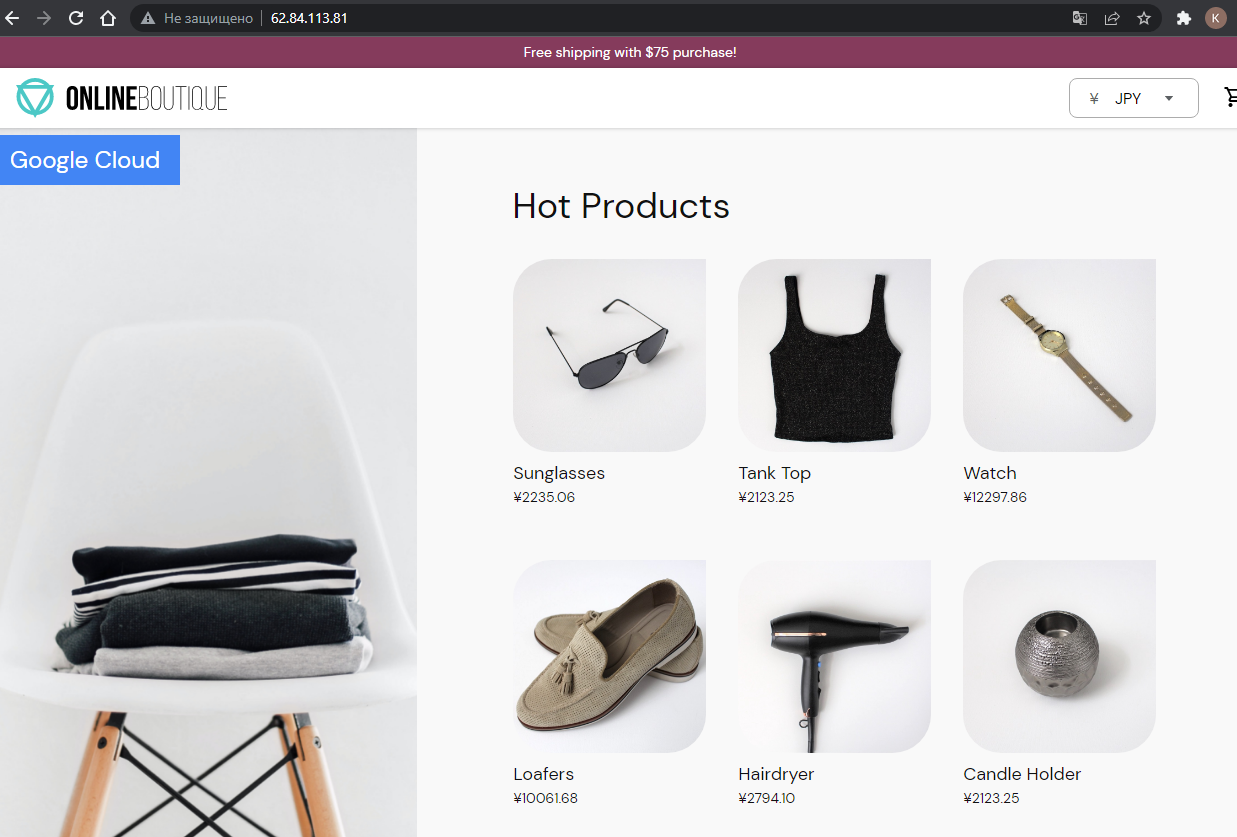 Не защищено 62.84.113.81
K
Free shipping with $75 purchase!
ONLINEBOUTIQUE
¥ JPY
Google Cloud
Hot Products
Sunglasses
¥2235.06
Tank Top
¥2123.25
Watch
¥12297.86
Loafers
¥10061.68
Hairdryer
¥2794.10
Candle Holder
¥2123.25